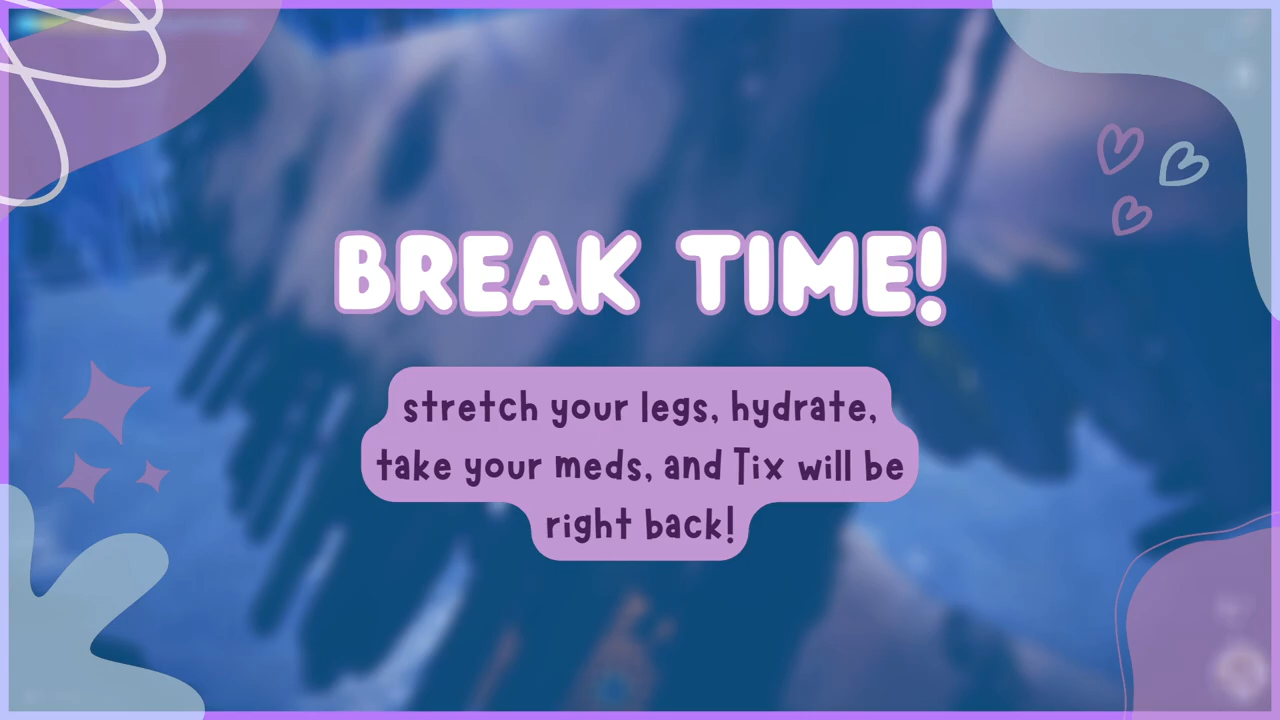 BREAK TIME!
stretch your legs, hydrate,
take your meds, and Tix will be
right back!